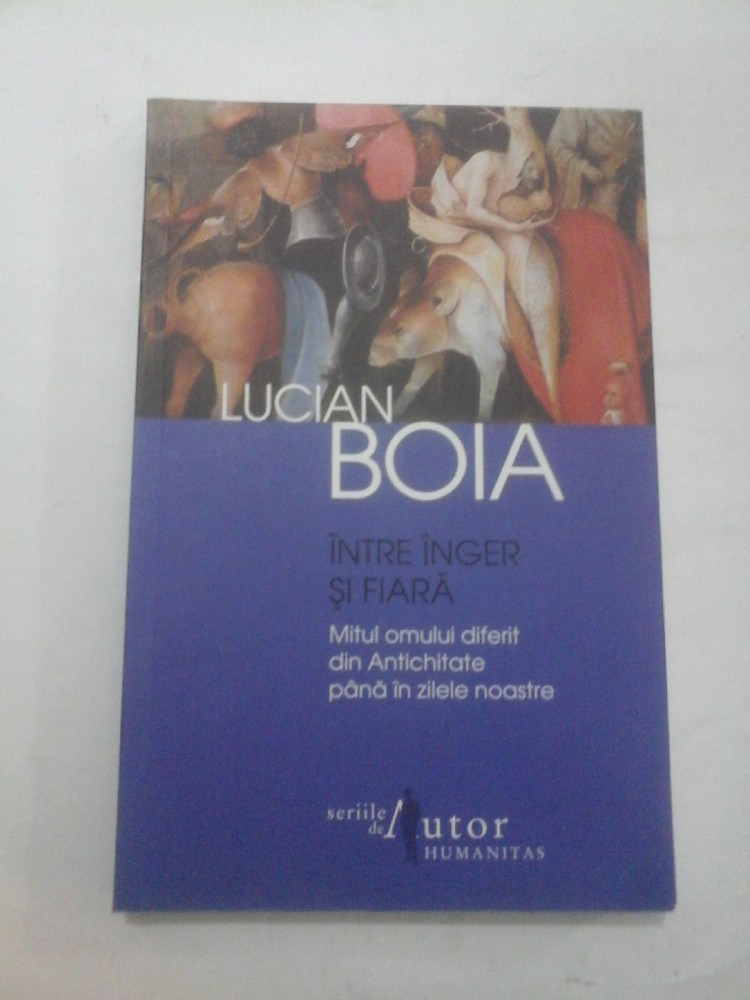 LUCIAN
BOIA
ÎNTRE ÎNGER
ŞI FIARĂ
Mitul omului diferit
din Antichitate
până în zilele noastre
seriile
de Autor
HUMANITAS